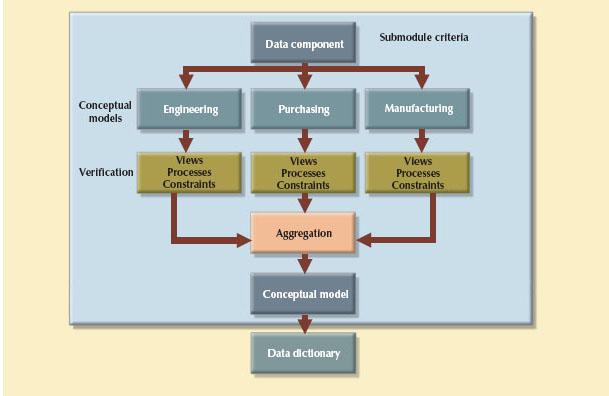 Data component
Submodule criteria
Conceptual
models
Engineering
Purchasing
Manufacturing
Verification
Views
Processes
Constraints
Views
Processes
Constraints
Views
Processes
Constraints
Aggregation
Conceptual model
Data dictionary